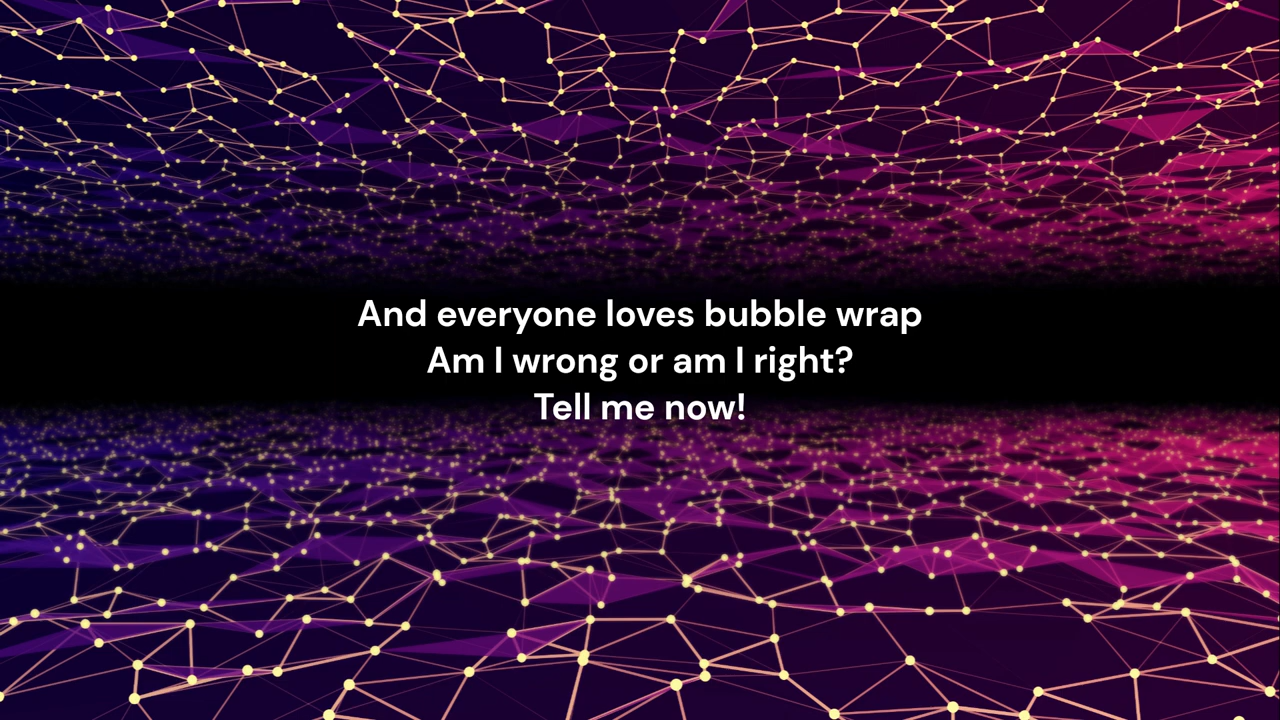 And everyone loves bubble wrap
Am I wrong or am I right?
Tell me now!